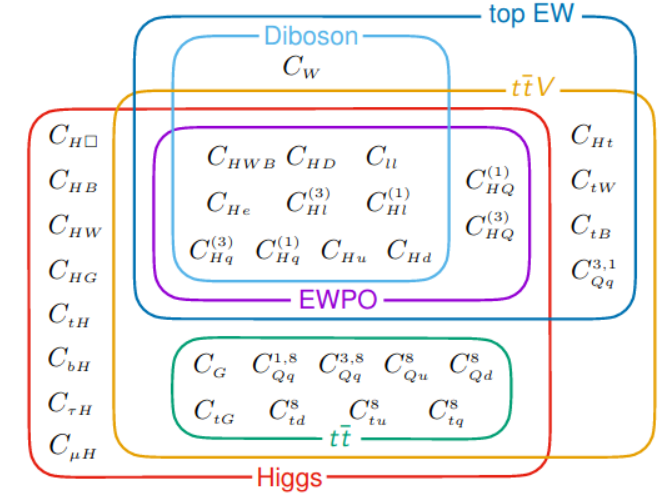 top EW
Diboson
C_W
tt̄V
C_{H□}
C_{HWB} C_{HD} C_{ll}
C_{HQ}^{(1)}
C_{Ht}
C_{HB}
C_{He} C_{Hl}^{(3)} C_{Hl}^{(1)}
C_{HQ}^{(3)}
C_{tW}
C_{HW}
C_{Hq}^{(3)} C_{Hq}^{(1)} C_{Hu} C_{Hd}
C_{tB}
C_{HG}
EWPO
C_{Qq}^{3,1}
C_{tH}
C_{bH}
C_G C_{Qq}^{1,8} C_{Qq}^{3,8} C_{Qu}^{8} C_{Qd}^{8}
C_{τH}
C_{tG} C_{td}^{8} C_{tu}^{8} C_{tq}^{8}
C_{μH}
tt̄
Higgs